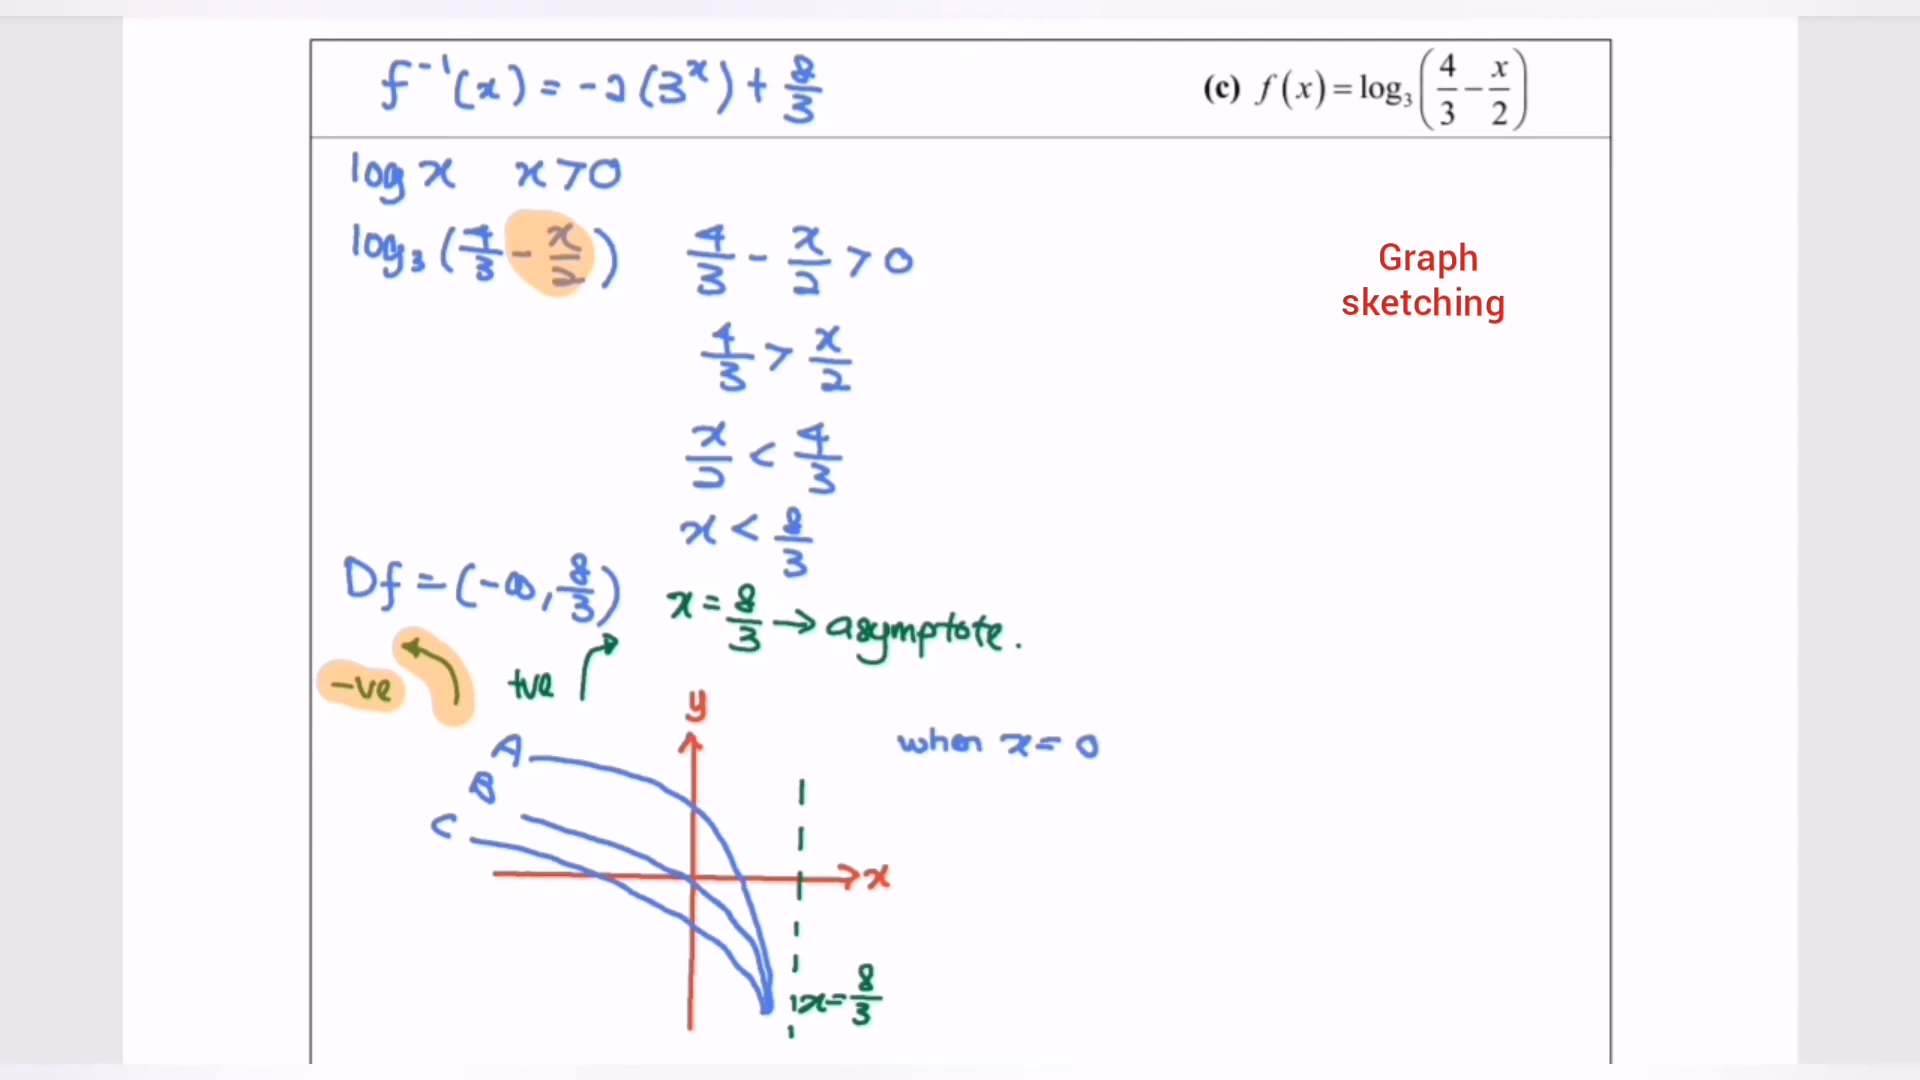 f⁻¹(x) = -2(3ˣ) + 8/3
(c) f(x) = log₃(4/3 - x/2)
log x   x > 0
log₃(4/3 - x/2)   4/3 - x/2 > 0
Graph
sketching
4/3 > x/2
x/2 < 4/3
x < 8/3
Df = (-∞, 8/3)
x = 8/3 → asymptote.
-ve   +ve
y
when x = 0
A
B
C
x
x = 8/3